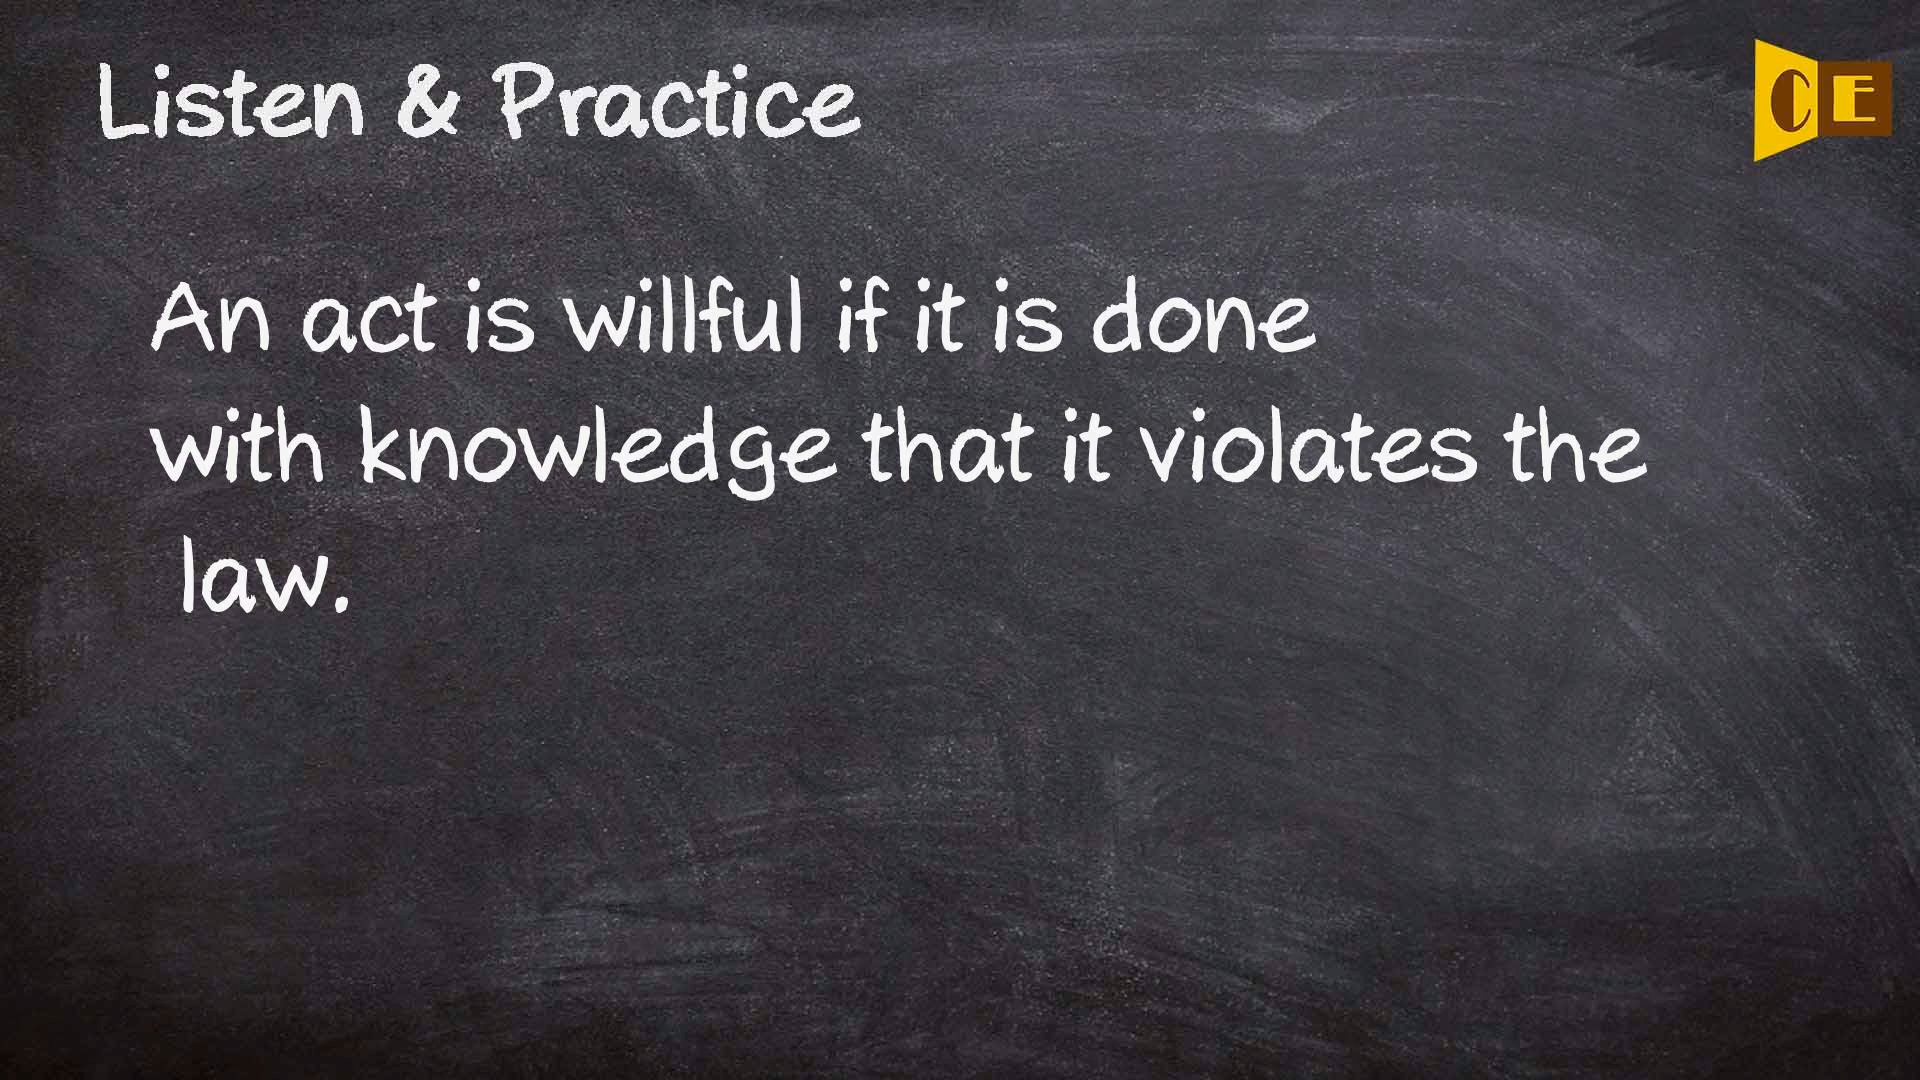 Listen & Practice
CE
An act is willful if it is done
with knowledge that it violates the
law.